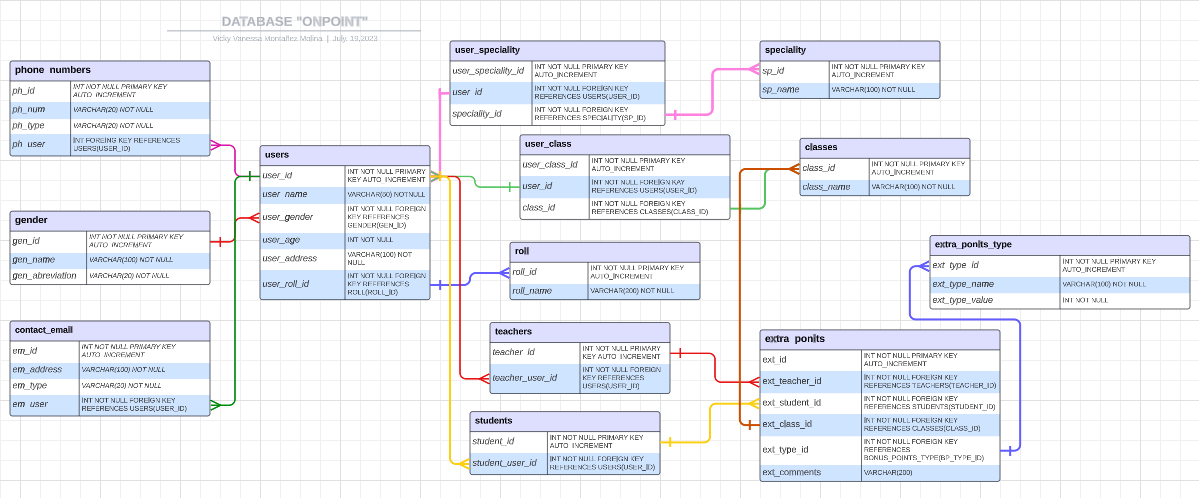 DATABASE "ONPOINT"
Vicky Vanessa Montañez Molina | July, 19,2023
phone_numbers
ph_id INT NOT NULL PRIMARY KEY
AUTO_INCREMENT
ph_num VARCHAR(20) NOT NULL
ph_type VARCHAR(20) NOT NULL
ph_user INT FOREING KEY REFERENCES
USERS(USER_ID)
gender
gen_id INT NOT NULL PRIMARY KEY
AUTO_INCREMENT
gen_name VARCHAR(50) NOT NULL
gen_abreviation VARCHAR(20) NOT NULL
contact_email
em_id INT NOT NULL PRIMARY KEY
AUTO_INCREMENT
em_address VARCHAR(100) NOT NULL
em_type VARCHAR(20) NOT NULL
em_user INT NOT NULL FOREIGN KEY
REFERENCES USERS(USER_ID)
users
user_id INT NOT NULL PRIMARY
KEY AUTO_INCREMENT
user_name VARCHAR(50) NOT NULL
user_gender INT NOT NULL FOREIGN
KEY REFERENCES
GENDER(GEN_ID)
user_age INT NOT NULL
user_address VARCHAR(100) NOT
NULL
user_roll_id INT NOT NULL FOREIGN
KEY REFERENCES
ROLL(ROLL_ID)
user_speciality
user_speciality_id INT NOT NULL PRIMARY KEY
AUTO_INCREMENT
user_id INT NOT NULL FOREIGN KEY
REFERENCES USERS(USER_ID)
speciality_id INT NOT NULL FOREIGN KEY
REFERENCES SPECIALITY(SP_ID)
speciality
sp_id INT NOT NULL PRIMARY KEY
AUTO_INCREMENT
sp_name VARCHAR(100) NOT NULL
user_class
user_class_id INT NOT NULL PRIMARY KAY
AUTO_INCREMENT
user_id INT NOT NULL FOREIGN KAY
REFERENCES USERS(USER_ID)
class_id INT NOT NULL FOREIGN KEY
REFERENCES CLASSES(CLASS_ID)
classes
class_id INT NOT NULL PRIMARY KAY
AUTO_INCREMENT
class_name VARCHAR(100) NOT NULL
roll
roll_id INT NOT NULL PRIMARY KAY
AUTO_INCREMENT
roll_name VARCHAR(200) NOT NULL
extra_ponits_type
ext_type_id INT NOT NULL PRIMARY KAY
AUTO_INCREMENT
ext_type_name VARCHAR(100) NOT NULL
ext_type_value INT NOT NULL
teachers
teacher_id INT NOT NULL PRIMARY
KEY AUTO_INCREMENT
teacher_user_id INT NOT NULL FOREIGN
KEY REFERENCES
USERS(USER_ID)
students
student_id INT NOT NULL PRIMARY KEY
AUTO_INCREMENT
student_user_id INT NOT NULL FOREIGN KEY
REFERENCES USERS(USER_ID)
extra_ponits
ext_id INT NOT NULL PRIMARY KEY
AUTO_INCREMENT
ext_teacher_id INT NOT NULL FOREIGN KEY
REFERENCES TEACHERS(TEACHER_ID)
ext_student_id INT NOT NULL FOREIGN KEY
REFERENCES STUDENTS(STUDENT_ID)
ext_class_id INT NOT NULL FOREIGN KEY
REFERENCES CLASSES(CLASS_ID)
ext_type_id INT NOT NULL FOREIGN KEY
REFERENCES
BONUS_POINTS_TYPE(BP_TYPE_ID)
ext_comments VARCHAR(200)